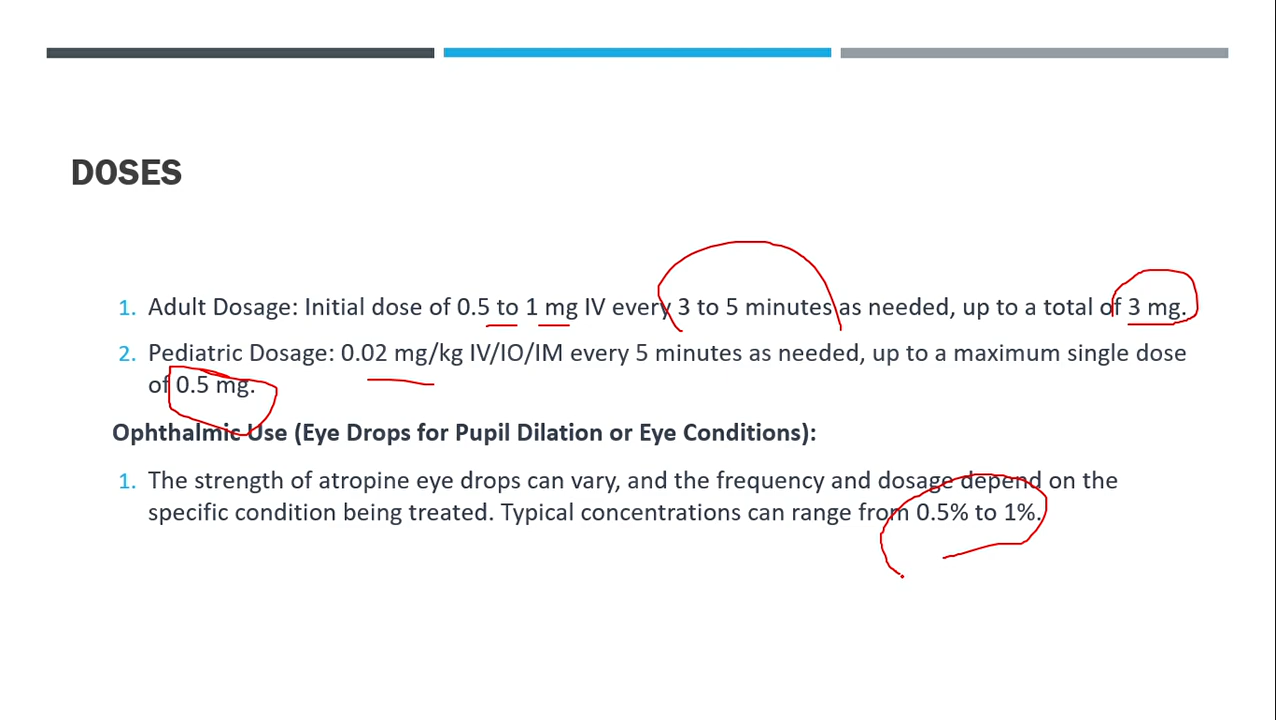 DOSES
1. Adult Dosage: Initial dose of 0.5 to 1 mg IV every 3 to 5 minutes as needed, up to a total of 3 mg.
2. Pediatric Dosage: 0.02 mg/kg IV/IO/IM every 5 minutes as needed, up to a maximum single dose
of 0.5 mg.
Ophthalmic Use (Eye Drops for Pupil Dilation or Eye Conditions):
1. The strength of atropine eye drops can vary, and the frequency and dosage depend on the
specific condition being treated. Typical concentrations can range from 0.5% to 1%.